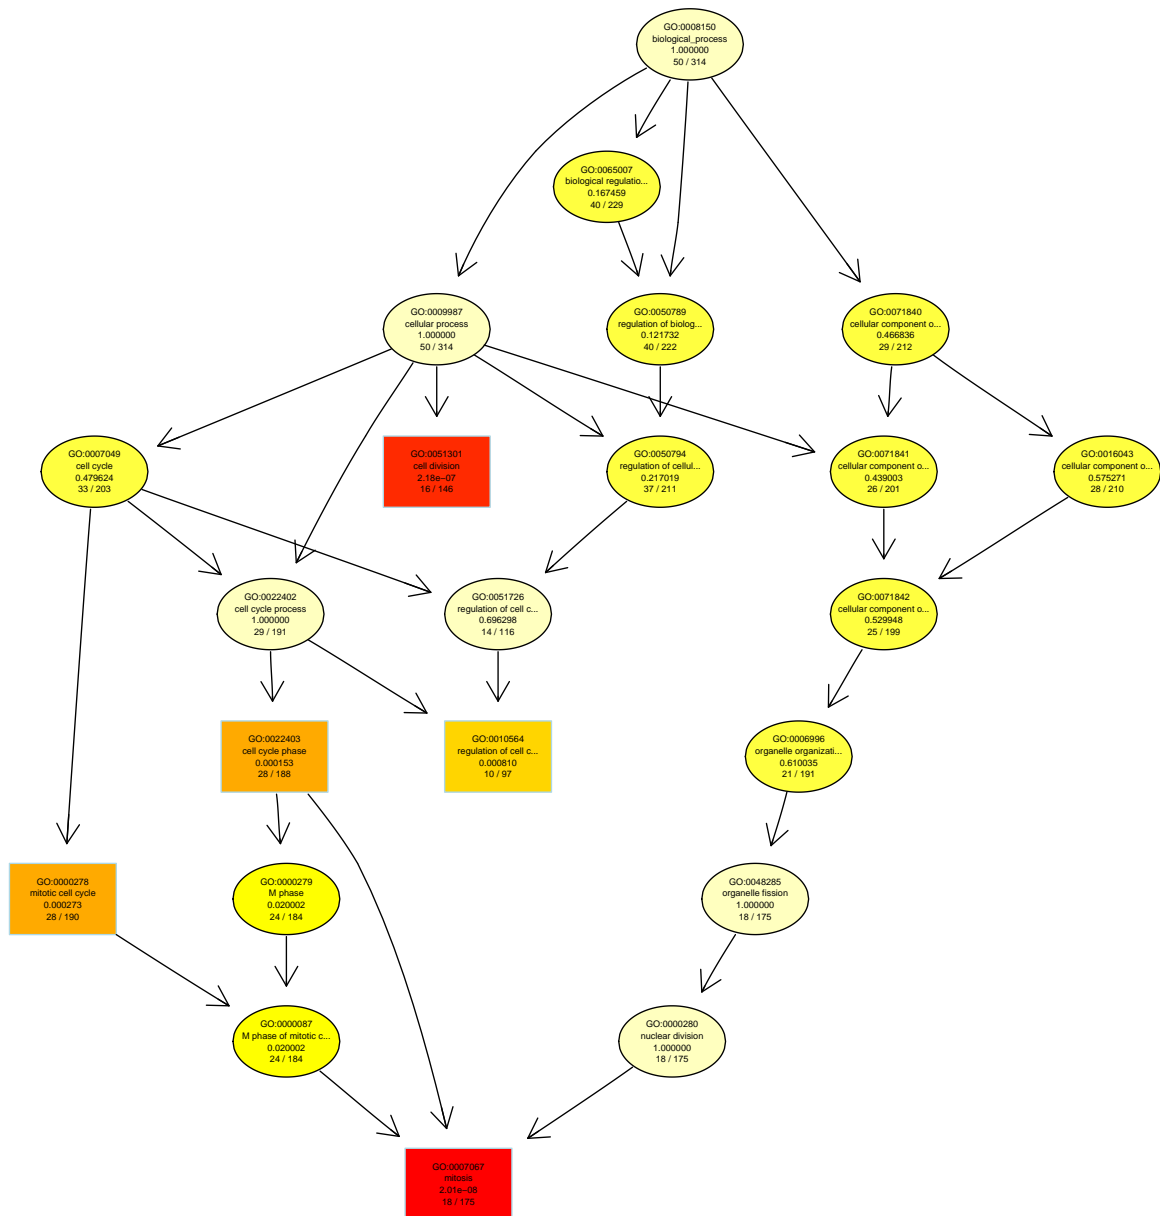 GO:0008150
biological_process
1.000000
50 / 314
GO:0065007
biological regulatio...
0.167459
40 / 229
GO:0009987
cellular process
1.000000
50 / 314
GO:0050789
regulation of biolog...
0.121732
40 / 222
GO:0071840
cellular component o...
0.466836
29 / 212
GO:0007049
cell cycle
0.479624
33 / 203
GO:0051301
cell division
2.18e−07
16 / 146
GO:0050794
regulation of cellul...
0.217019
37 / 211
GO:0071841
cellular component o...
0.439003
26 / 201
GO:0016043
cellular component o...
0.575271
28 / 210
GO:0022402
cell cycle process
1.000000
29 / 191
GO:0051726
regulation of cell c...
0.696298
14 / 116
GO:0071842
cellular component o...
0.529948
25 / 199
GO:0022403
cell cycle phase
0.000153
28 / 188
GO:0010564
regulation of cell c...
0.000810
10 / 97
GO:0006996
organelle organizati...
0.610035
21 / 191
GO:0000278
mitotic cell cycle
0.000273
28 / 190
GO:0000279
M phase
0.020002
24 / 184
GO:0048285
organelle fission
1.000000
18 / 175
GO:0000087
M phase of mitotic c...
0.020002
24 / 184
GO:0000280
nuclear division
1.000000
18 / 175
GO:0007067
mitosis
2.01e−08
18 / 175